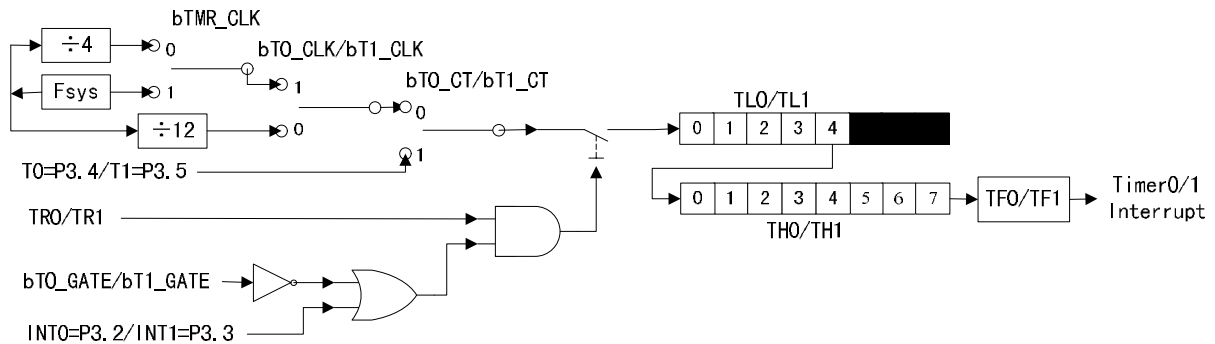 bTMR_CLK
÷4
0
bT0_CLK/bT1_CLK
Fsys
1
1
bT0_CT/bT1_CT
0
÷12
0
1
T0=P3.4/T1=P3.5
TL0/TL1
0 1 2 3 4
0 1 2 3 4 5 6 7
TH0/TH1
TF0/TF1
Timer0/1
Interrupt
TR0/TR1
bT0_GATE/bT1_GATE
INT0=P3.2/INT1=P3.3